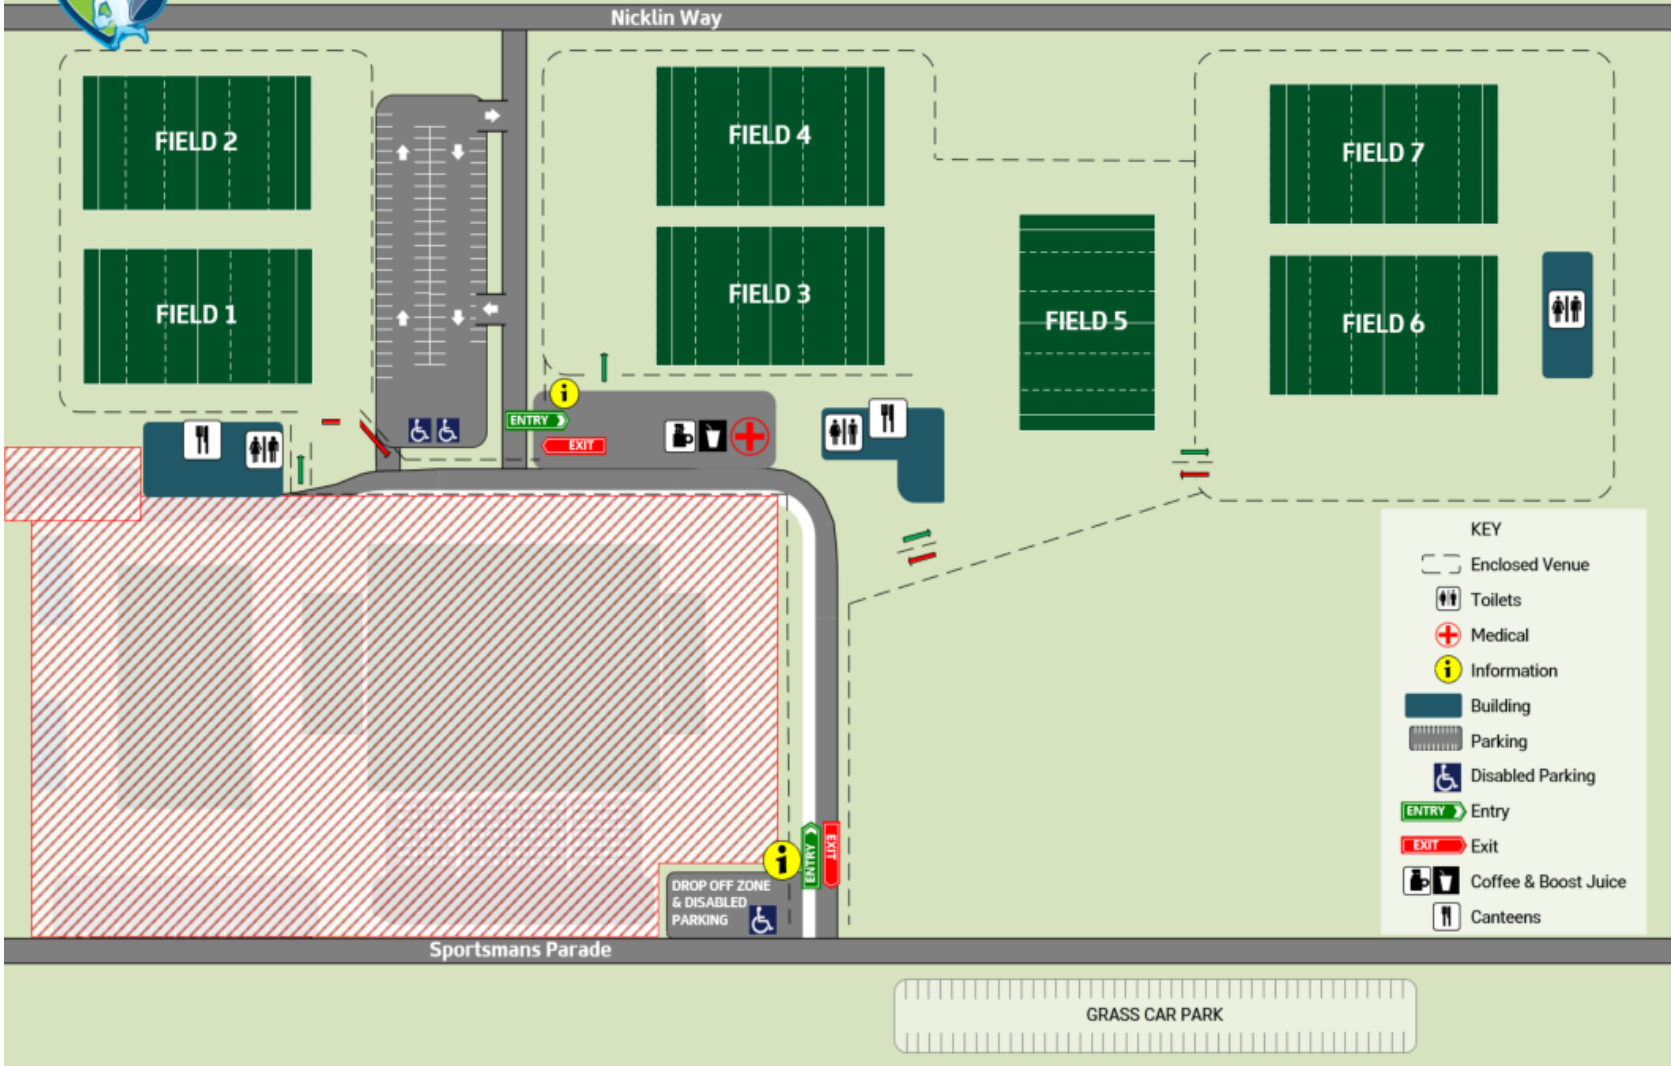 Nicklin Way
FIELD 2
FIELD 4
FIELD 7
FIELD 1
FIELD 3
FIELD 5
FIELD 6
i
ENTRY
EXIT
KEY
Enclosed Venue
Toilets
Medical
i
Information
Building
Parking
Disabled Parking
ENTRY
Entry
EXIT
Exit
Coffee & Boost Juice
Canteens
i
ENTRY
EXIT
DROP OFF ZONE
& DISABLED
PARKING
Sportsmans Parade
GRASS CAR PARK